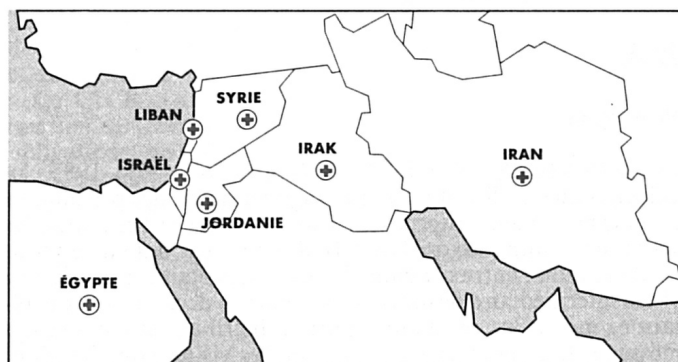 SYRIE
LIBAN
IRAK
IRAN
ISRAËL
JORDANIE
ÉGYPTE